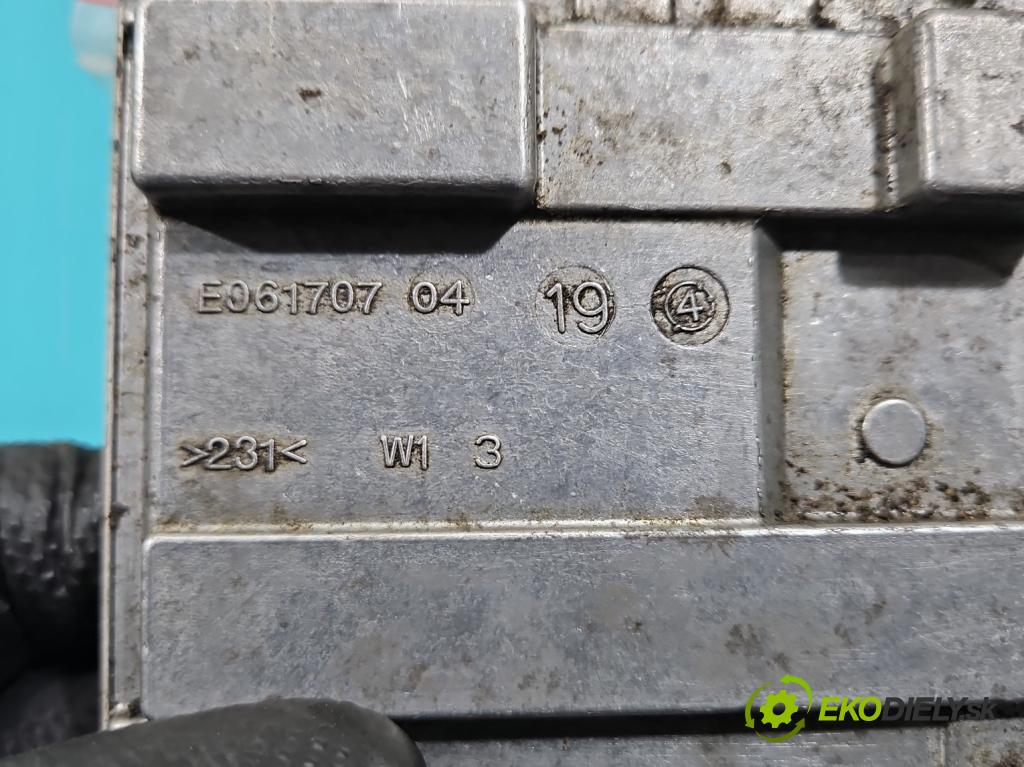 E061707 04 19 4
>231< W1 3
EKODIELY.SK